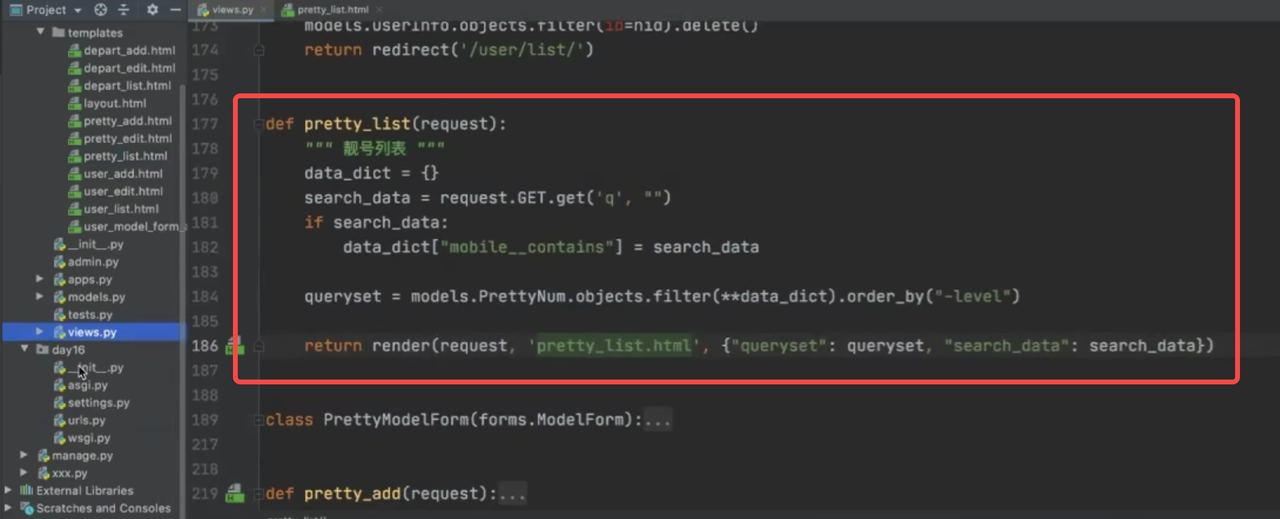 Project
views.py
pretty_list.html
templates
depart_add.html
depart_edit.html
depart_list.html
layout.html
pretty_add.html
pretty_edit.html
pretty_list.html
user_add.html
user_edit.html
user_list.html
user_model_form
__init__.py
admin.py
apps.py
models.py
tests.py
views.py
day16
__init__.py
asgi.py
settings.py
urls.py
wsgi.py
manage.py
xxx.py
External Libraries
Scratches and Consoles
173 models.UserInfo.objects.filter(id=nid).delete()
174 return redirect('/user/list/')
175
176
177 def pretty_list(request):
178 """ 靓号列表 """
179 data_dict = {}
180 search_data = request.GET.get('q', "")
181 if search_data:
182 data_dict["mobile__contains"] = search_data
183
184 queryset = models.PrettyNum.objects.filter(**data_dict).order_by("-level")
185
186 return render(request, 'pretty_list.html', {"queryset": queryset, "search_data": search_data})
187
188
189 class PrettyModelForm(forms.ModelForm):...
217
218
219 def pretty_add(request):...